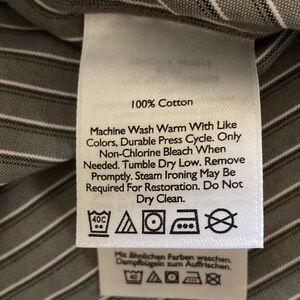 100% Cotton
Machine Wash Warm With Like
Colors, Durable Press Cycle. Only
Non-Chlorine Bleach When
Needed. Tumble Dry Low. Remove
Promptly. Steam Ironing May Be
Required For Restoration. Do Not
Dry Clean.
40C
Mit ähnlichen Farben waschen.
Dampfbügeln zum Auffrischen.